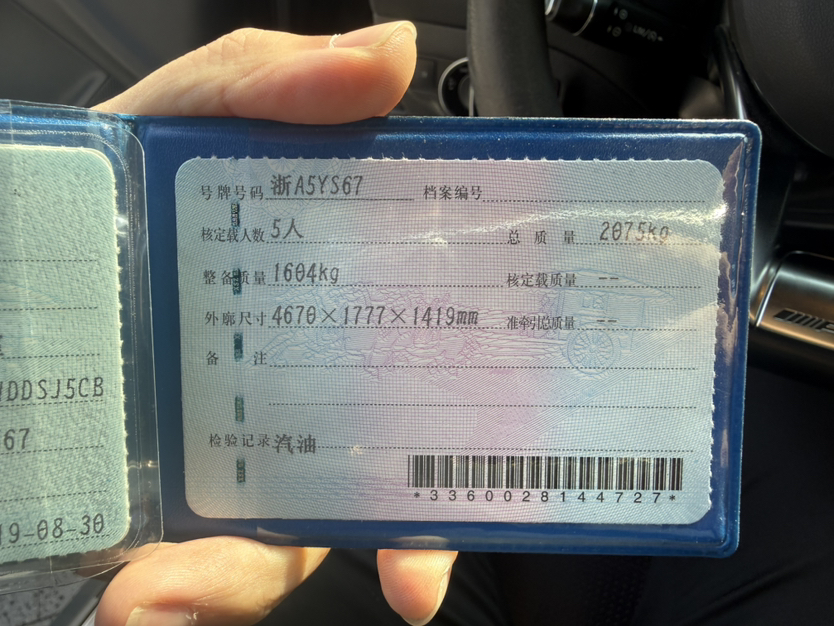 号牌号码 浙A5YS67 档案编号
核定载人数 5人 总质量 2075kg
整备质量 1604kg 核定载质量 --
外廓尺寸 4670×1777×1419mm 准牵引总质量 --
备注
检验记录 汽油
*3360028144727*
DDSJ5CB
67
9-08-30